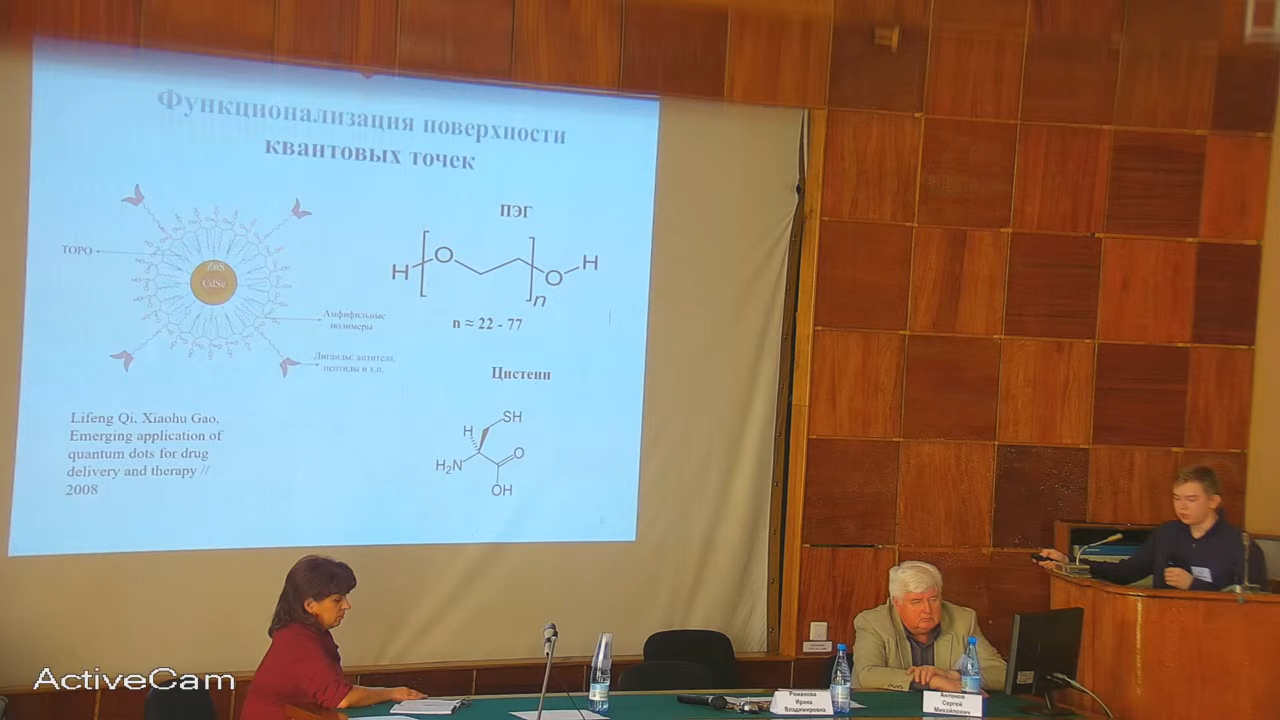 Функционализация поверхности
квантовых точек
TOPO
ZnS
CdSe
Амфифильные
полимеры
Лиганды: антитела,
пептиды и т.п.
Lifeng Qi, Xiaohu Gao,
Emerging application of
quantum dots for drug
delivery and therapy //
2008
ПЭГ
H
O
O
H
n
n ≈ 22 - 77
Цистеин
SH
H
H₂N
O
OH
ActiveCam
Романова
Ирина
Владимировна
Антонов
Сергей
Михайлович